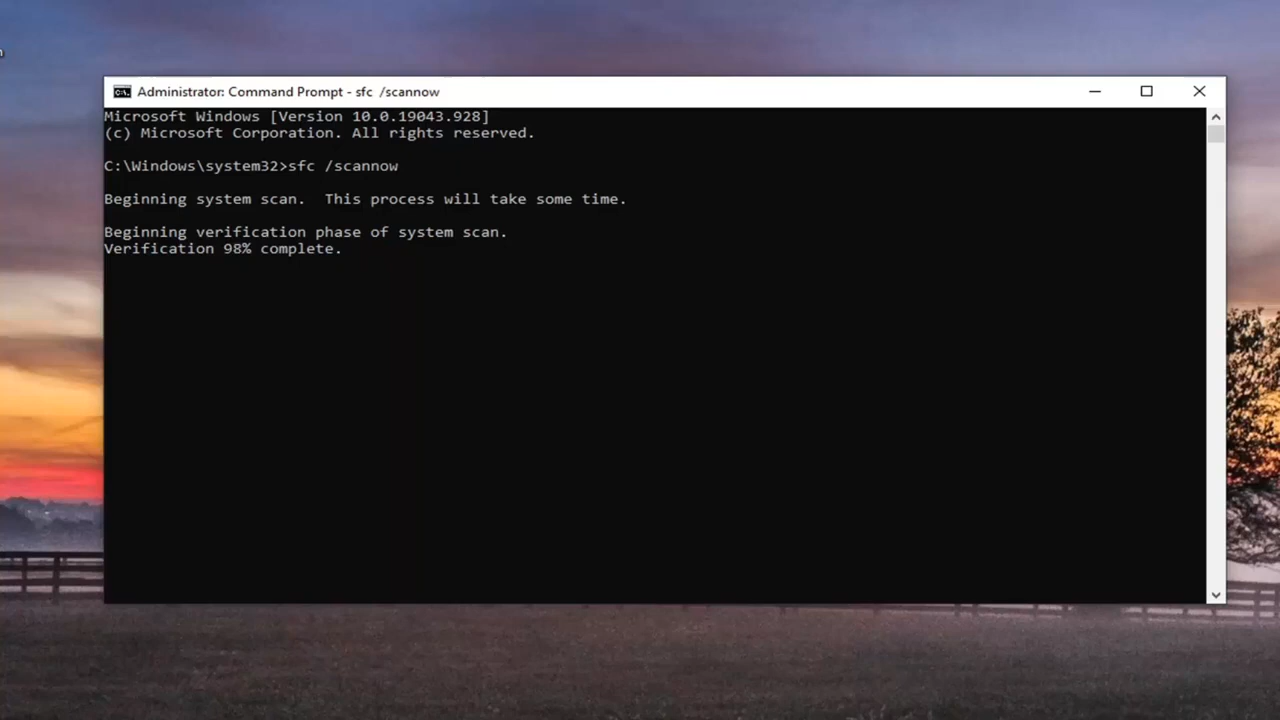 Administrator: Command Prompt - sfc  /scannow
Microsoft Windows [Version 10.0.19043.928]
(c) Microsoft Corporation. All rights reserved.
C:\Windows\system32>sfc /scannow
Beginning system scan.  This process will take some time.
Beginning verification phase of system scan.
Verification 98% complete.